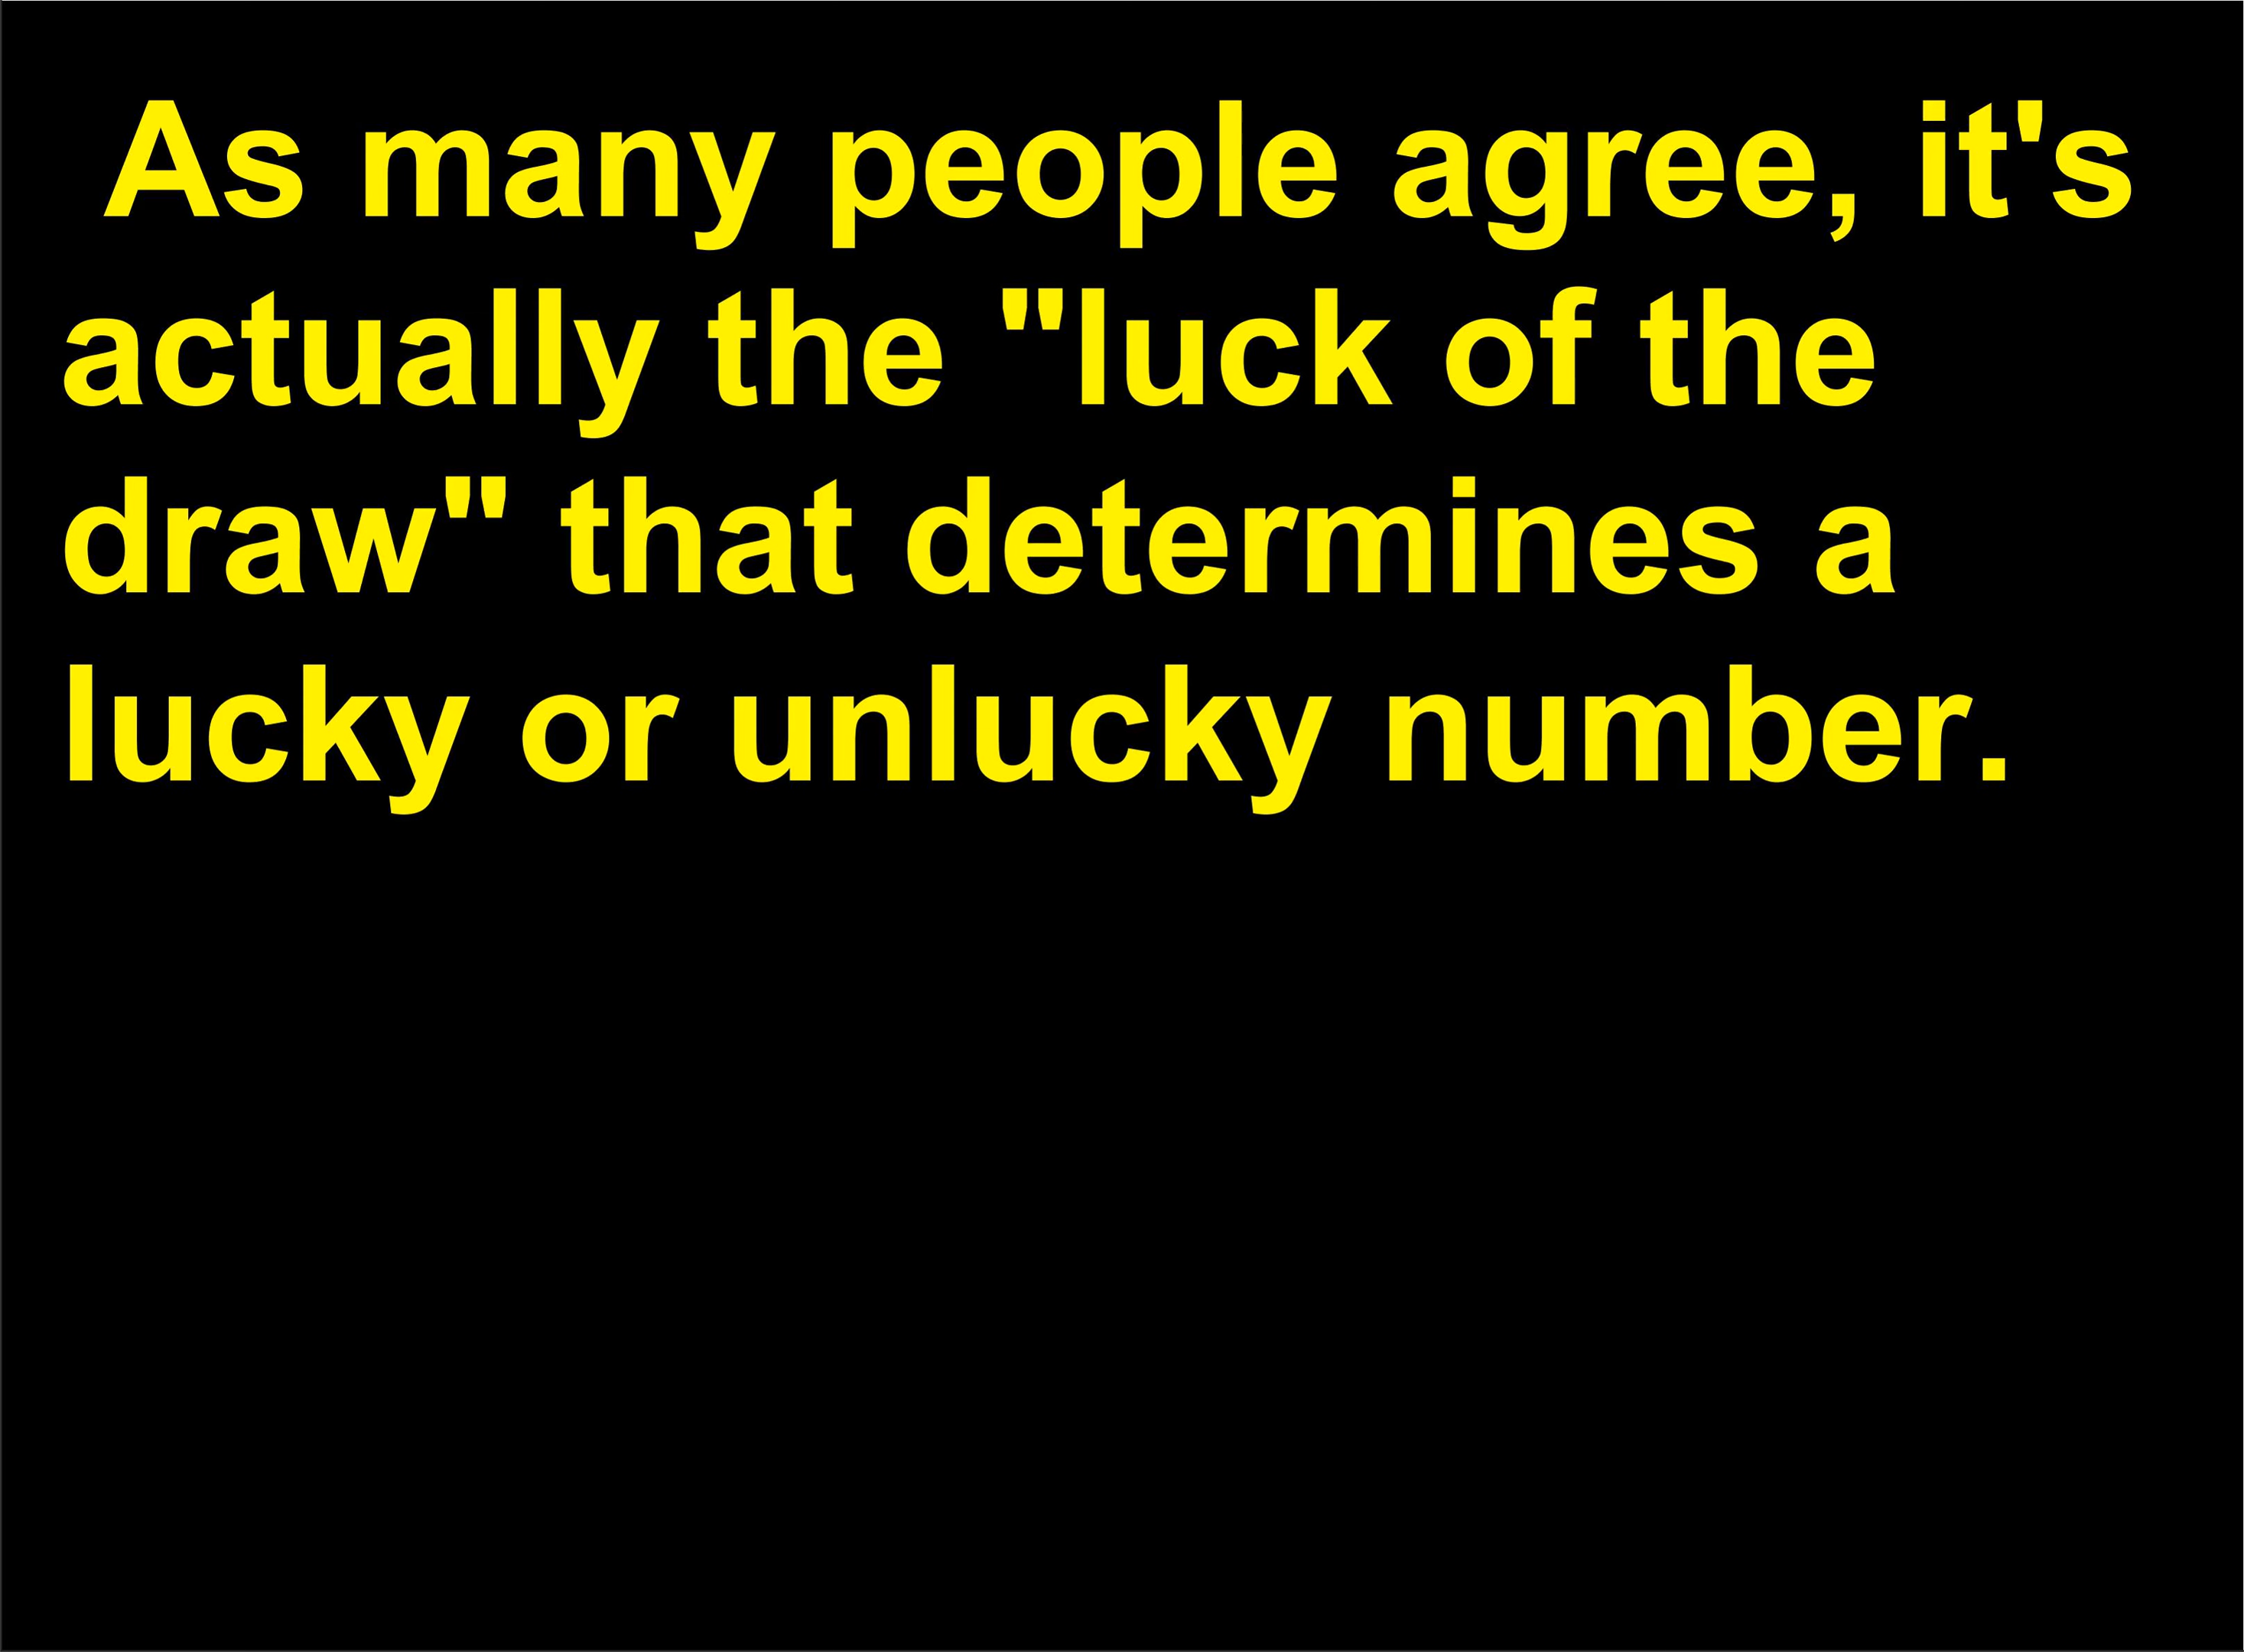 As many people agree, it's
actually the "luck of the
draw" that determines a
lucky or unlucky number.